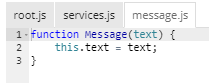 root.js services.js message.js
1 function Message(text) {
2     this.text = text;
3 }